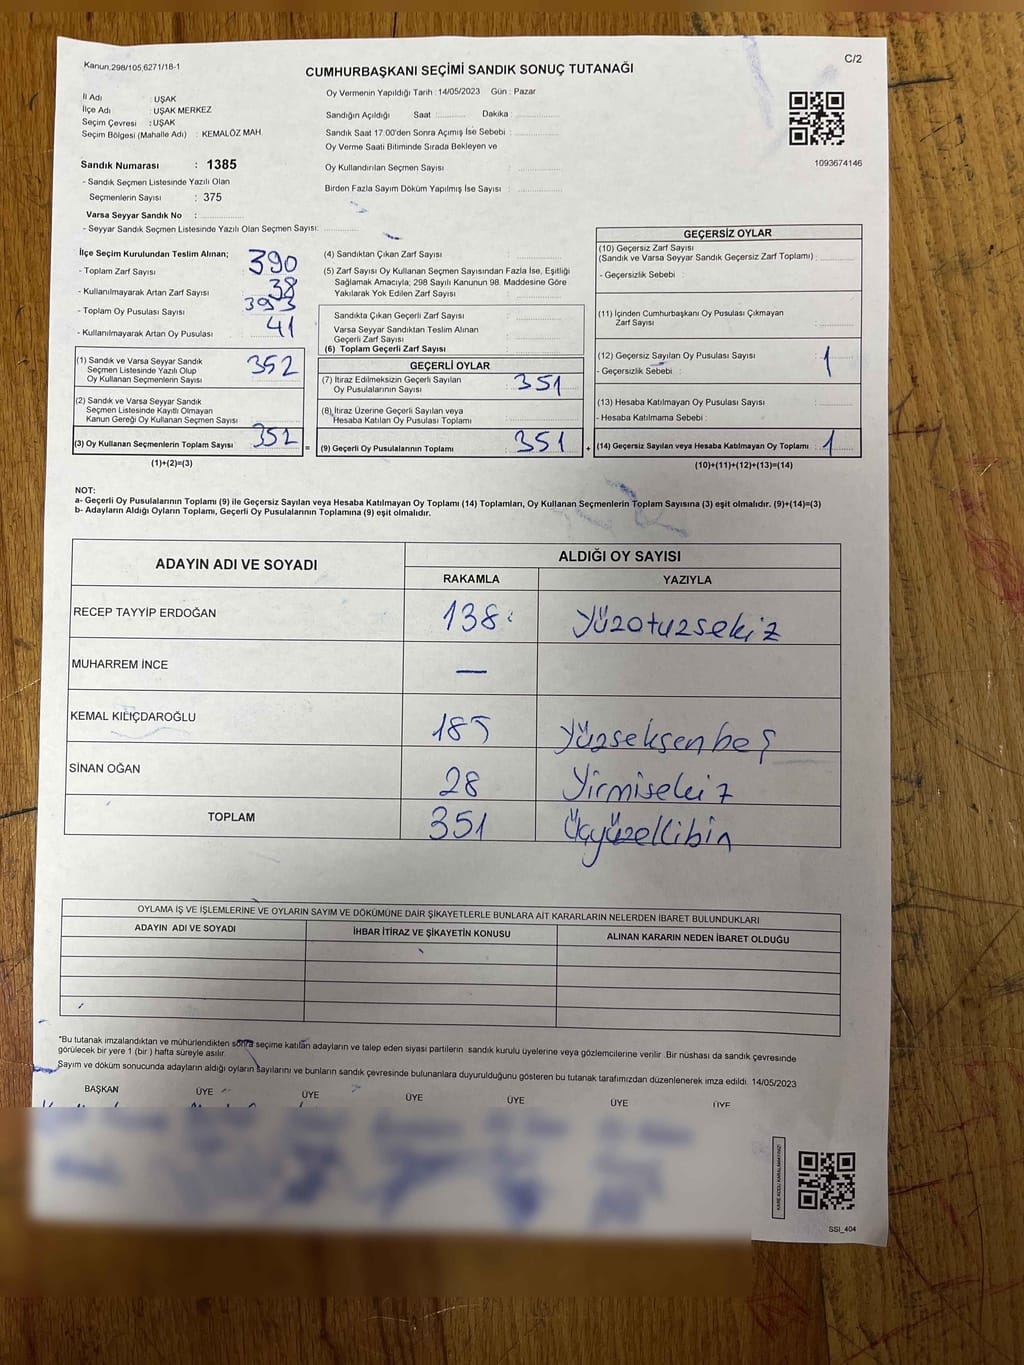 Kanun;298/105,6271/18-1
C/2
CUMHURBAŞKANI SEÇİMİ SANDIK SONUÇ TUTANAĞI
İl Adı : UŞAK
İlçe Adı : UŞAK MERKEZ
Seçim Çevresi : UŞAK
Seçim Bölgesi (Mahalle Adı) : KEMALÖZ MAH.
Sandık Numarası : 1385
- Sandık Seçmen Listesinde Yazılı Olan
Seçmenlerin Sayısı : 375
Varsa Seyyar Sandık No :
- Seyyar Sandık Seçmen Listesinde Yazılı Olan Seçmen Sayısı:
Oy Vermenin Yapıldığı Tarih : 14/05/2023 Gün : Pazar
Sandığın Açıldığı Saat : Dakika :
Sandık Saat 17:00'den Sonra Açımış İse Sebebi :
Oy Verme Saati Bitiminde Sırada Bekleyen ve
Oy Kullandırılan Seçmen Sayısı :
Birden Fazla Sayım Döküm Yapılmış İse Sayısı :
1093674146
İlçe Seçim Kurulundan Teslim Alınan;
- Toplam Zarf Sayısı 390
- Kullanılmayarak Artan Zarf Sayısı 38
- Toplam Oy Pusulası Sayısı 393
- Kullanılmayarak Artan Oy Pusulası 41
(1) Sandık ve Varsa Seyyar Sandık
Seçmen Listesinde Yazılı Olup
Oy Kullanan Seçmenlerin Sayısı 352
(2) Sandık ve Varsa Seyyar Sandık
Seçmen Listesinde Kayıtlı Olmayan
Kanun Gereği Oy Kullanan Seçmen Sayısı
(3) Oy Kullanan Seçmenlerin Toplam Sayısı 352 =
(1)+(2)=(3)
(4) Sandıktan Çıkan Zarf Sayısı :
(5) Zarf Sayısı Oy Kullanan Seçmen Sayısından Fazla İse, Eşitliği
Sağlamak Amacıyla; 298 Sayılı Kanunun 98. Maddesine Göre
Yakılarak Yok Edilen Zarf Sayısı :
Sandıkta Çıkan Geçerli Zarf Sayısı :
Varsa Seyyar Sandıktan Teslim Alınan
Geçerli Zarf Sayısı :
(6) Toplam Geçerli Zarf Sayısı :
GEÇERLİ OYLAR
(7) İtiraz Edilmeksizin Geçerli Sayılan
Oy Pusulalarının Sayısı : 351
(8) İtiraz Üzerine Geçerli Sayılan veya
Hesaba Katılan Oy Pusulası Toplamı :
(9) Geçerli Oy Pusulalarının Toplamı : 351 +
GEÇERSİZ OYLAR
(10) Geçersiz Zarf Sayısı
(Sandık ve Varsa Seyyar Sandık Geçersiz Zarf Toplamı) :
- Geçersizlik Sebebi :
(11) İçinden Cumhurbaşkanı Oy Pusulası Çıkmayan
Zarf Sayısı :
(12) Geçersiz Sayılan Oy Pusulası Sayısı : 1
- Geçersizlik Sebebi :
(13) Hesaba Katılmayan Oy Pusulası Sayısı :
- Hesaba Katılmama Sebebi :
(14) Geçersiz Sayılan veya Hesaba Katılmayan Oy Toplamı : 1
(10)+(11)+(12)+(13)=(14)
NOT:
a- Geçerli Oy Pusulalarının Toplamı (9) ile Geçersiz Sayılan veya Hesaba Katılmayan Oy Toplamı (14) Toplamları, Oy Kullanan Seçmenlerin Toplam Sayısına (3) eşit olmalıdır. (9)+(14)=(3)
b- Adayların Aldığı Oyların Toplamı, Geçerli Oy Pusulalarının Toplamına (9) eşit olmalıdır.
ADAYIN ADI VE SOYADI
ALDIĞI OY SAYISI
RAKAMLA YAZIYLA
RECEP TAYYİP ERDOĞAN 138 Yüzotuzsekiz
MUHARREM İNCE —
KEMAL KILIÇDAROĞLU 185 Yüzseksenbeş
SİNAN OĞAN 28 Yirmisekiz
TOPLAM 351 Üçyüzellibin
OYLAMA İŞ VE İŞLEMLERİNE VE OYLARIN SAYIM VE DÖKÜMÜNE DAİR ŞİKAYETLERLE BUNLARA AİT KARARLARIN NELERDEN İBARET BULUNDUKLARI
ADAYIN ADI VE SOYADI İHBAR İTİRAZ VE ŞİKAYETİN KONUSU ALINAN KARARIN NEDEN İBARET OLDUĞU
*Bu tutanak imzalandıktan ve mühürlendikten sonra seçime katılan adayların ve talep eden siyasi partilerin sandık kurulu üyelerine veya gözlemcilerine verilir. Bir nüshası da sandık çevresinde
görülecek bir yere 1 (bir ) hafta süreyle asılır.
Sayım ve döküm sonucunda adayların aldığı oyların sayılarını ve bunların sandık çevresinde bulunanlara duyurulduğunu gösteren bu tutanak tarafımızdan düzenlenerek imza edildi. 14/05/2023
BAŞKAN ÜYE ÜYE ÜYE ÜYE ÜYE ÜYE
SSİ_404